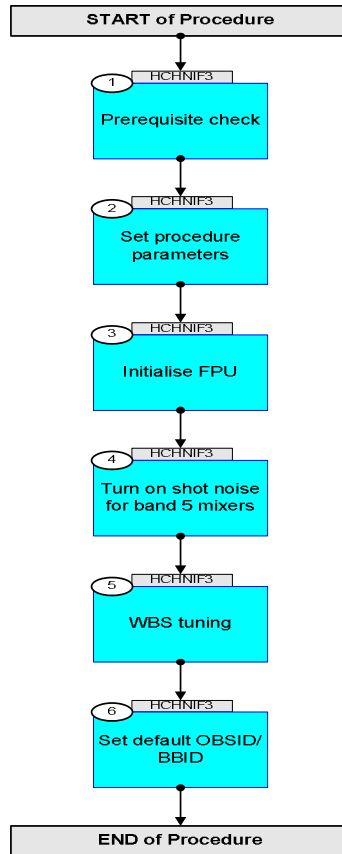 START of Procedure
HCHNIF3
1
Prerequisite check
HCHNIF3
2
Set procedure
parameters
HCHNIF3
3
Initialise FPU
HCHNIF3
4
Turn on shot noise
for band 5 mixers
HCHNIF3
5
WBS tuning
HCHNIF3
6
Set default OBSID/
BBID
END of Procedure